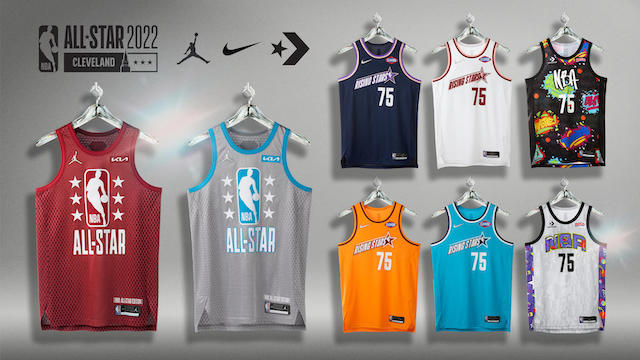 ALL-STAR 2022
NBA
CLEVELAND
KIA
NBA
ALL-STAR
KIA
NBA
ALL-STAR
RISING STARS
75
RISING STARS
75
NBA
75
RISING STARS
75
RISING STARS
75
NBA
75